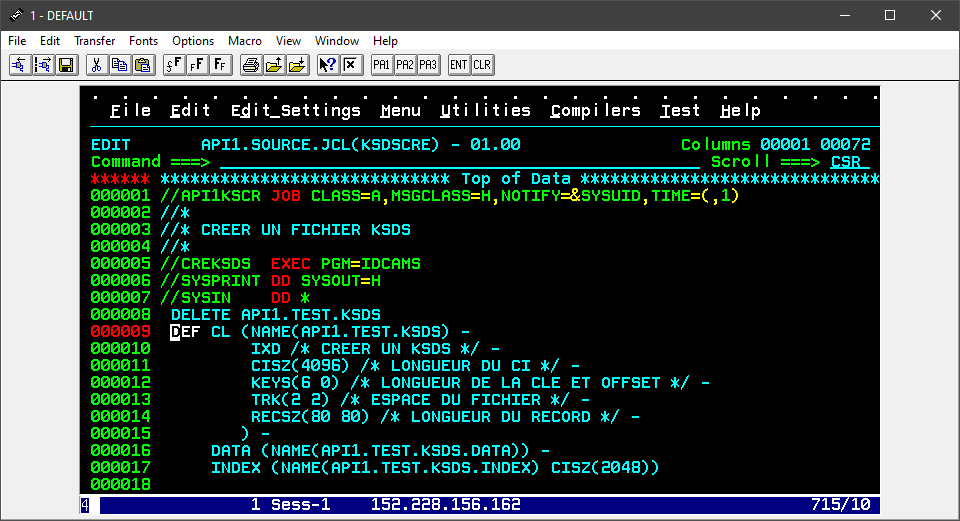 1 - DEFAULT
File Edit Transfer Fonts Options Macro View Window Help
PA1 PA2 PA3 ENT CLR
File Edit Edit_Settings Menu Utilities Compilers Test Help
EDIT API1.SOURCE.JCL(KSDSCRE) - 01.00 Columns 00001 00072
Command ===> Scroll ===> CSR
****** ***************************** Top of Data ******************************
000001 //API1KSCR JOB CLASS=A,MSGCLASS=H,NOTIFY=&SYSUID,TIME=(,1)
000002 //*
000003 //* CREER UN FICHIER KSDS
000004 //*
000005 //CREKSDS  EXEC PGM=IDCAMS
000006 //SYSPRINT DD SYSOUT=H
000007 //SYSIN    DD *
000008  DELETE API1.TEST.KSDS
000009  DEF CL (NAME(API1.TEST.KSDS) -
000010          IXD /* CREER UN KSDS */ -
000011          CISZ(4096) /* LONGUEUR DU CI */ -
000012          KEYS(6 0) /* LONGUEUR DE LA CLE ET OFFSET */ -
000013          TRK(2 2) /* ESPACE DU FICHIER */ -
000014          RECSZ(80 80) /* LONGUEUR DU RECORD */ -
000015         ) -
000016      DATA (NAME(API1.TEST.KSDS.DATA)) -
000017      INDEX (NAME(API1.TEST.KSDS.INDEX) CISZ(2048))
000018
4 1 Sess-1 152.228.156.162 715/10